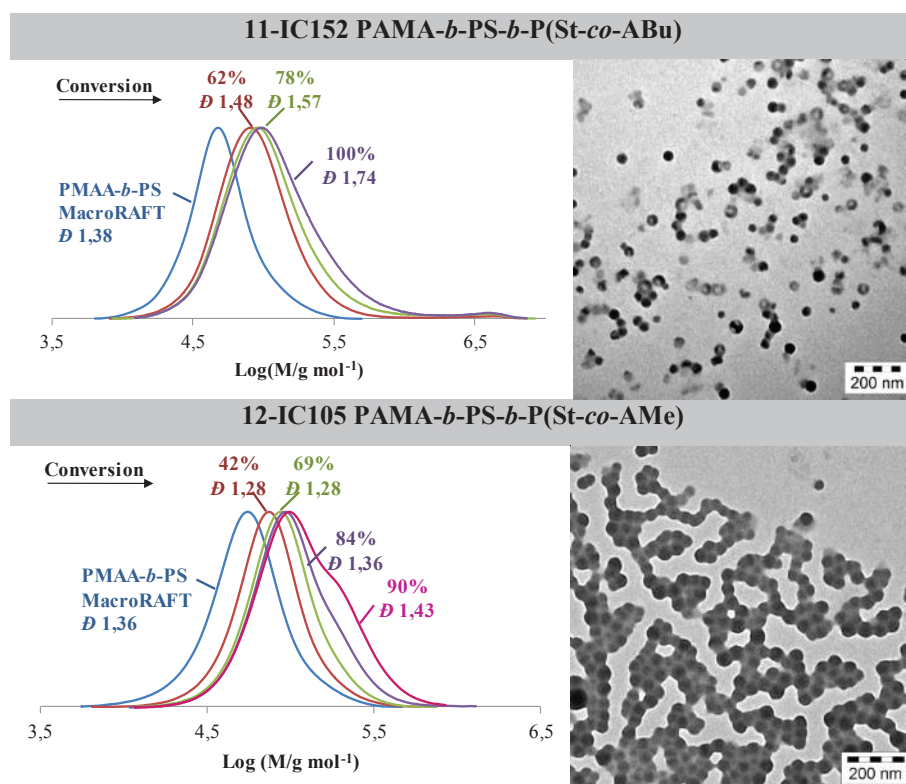 11-IC152 PAMA-b-PS-b-P(St-co-ABu)
Conversion
62%
Đ 1,48
78%
Đ 1,57
100%
Đ 1,74
PMAA-b-PS
MacroRAFT
Đ 1,38
3,5 4,5 5,5 6,5
Log(M/g mol⁻¹)
200 nm
12-IC105 PAMA-b-PS-b-P(St-co-AMe)
Conversion
42%
Đ 1,28
69%
Đ 1,28
84%
Đ 1,36
90%
Đ 1,43
PMAA-b-PS
MacroRAFT
Đ 1,36
3,5 4,5 5,5 6,5
Log (M/g mol⁻¹)
200 nm